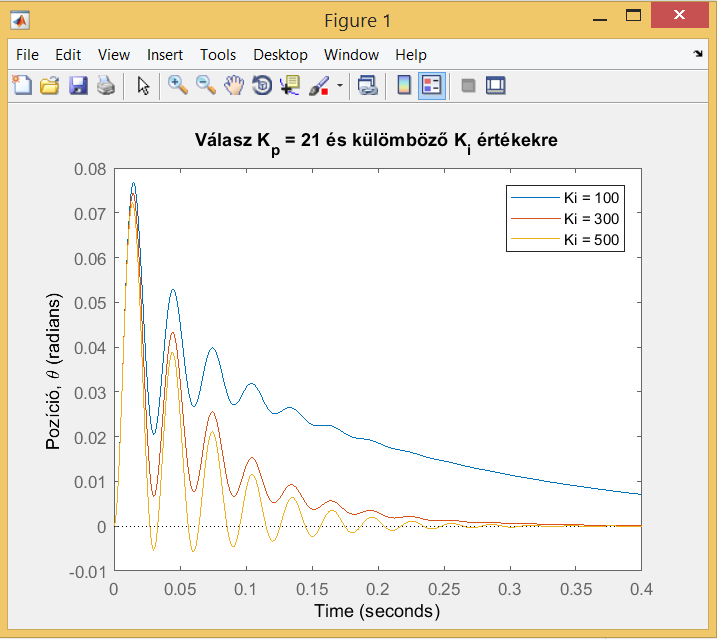 Figure 1
File Edit View Insert Tools Desktop Window Help
Válasz Kp = 21 és külömböző Ki értékekre
0.08
0.07
0.06
0.05
0.04
0.03
0.02
0.01
0
-0.01
Pozíció, θ (radians)
Ki = 100
Ki = 300
Ki = 500
0 0.05 0.1 0.15 0.2 0.25 0.3 0.35 0.4
Time (seconds)